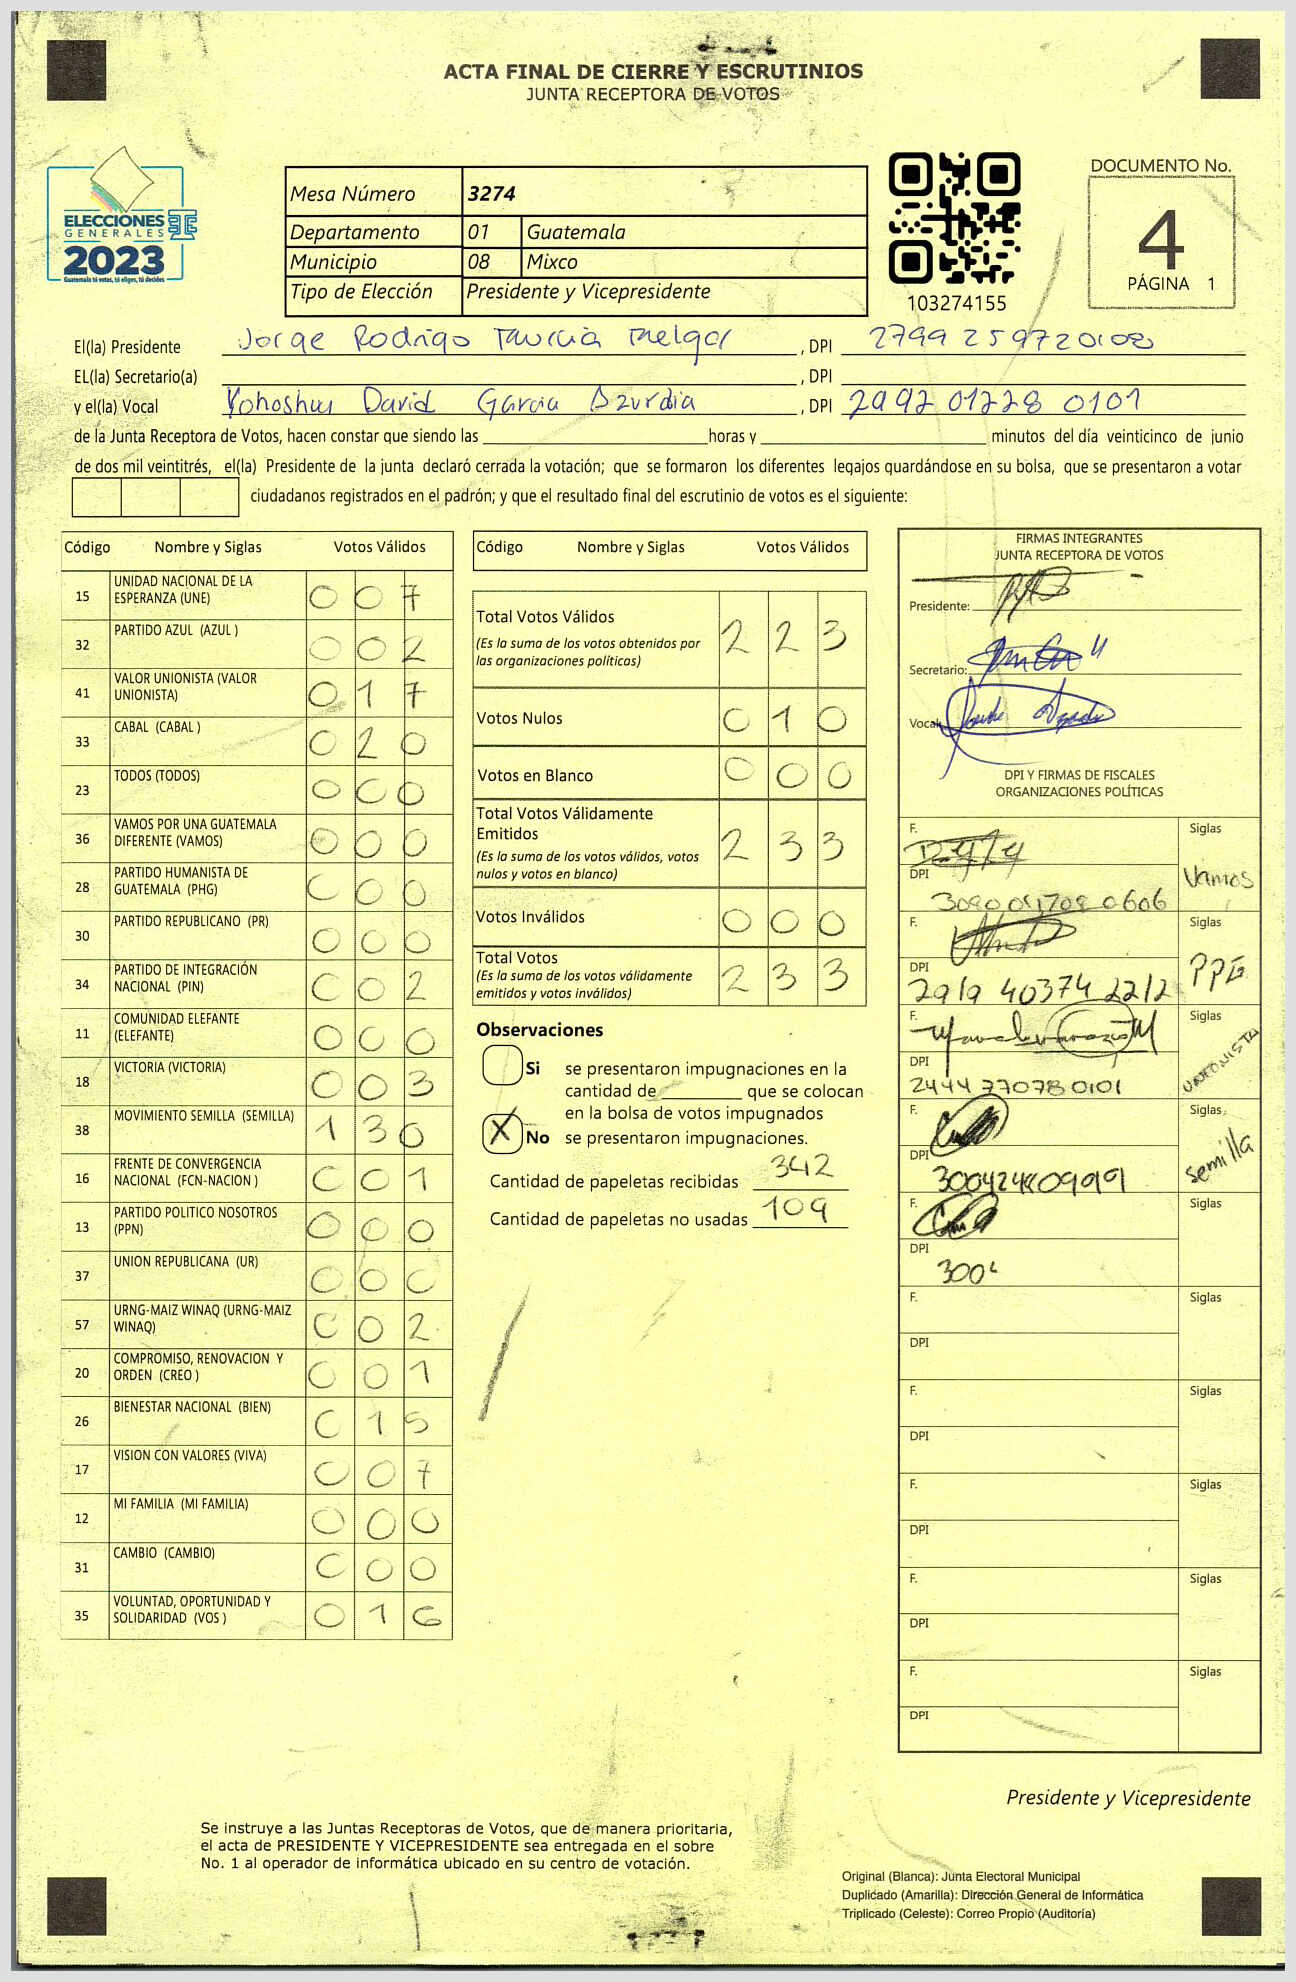 ACTA FINAL DE CIERRE Y ESCRUTINIOS
JUNTA RECEPTORA DE VOTOS
ELECCIONES
GENERALES
2023
Guatemala tú votas, tú eliges, tú decides
Mesa Número 3274
Departamento 01 Guatemala
Municipio 08 Mixco
Tipo de Elección Presidente y Vicepresidente
103274155
DOCUMENTO No.
4
PÁGINA 1
El(la) Presidente Jorge Rodrigo Murcia Melgar , DPI 2799 259720108
EL(la) Secretario(a) , DPI
y el(la) Vocal Yohoshua David Garcia Azurdia , DPI 2992 01228 0101
de la Junta Receptora de Votos, hacen constar que siendo las horas y minutos del día veinticinco de junio
de dos mil veintitrés, el(la) Presidente de la junta declaró cerrada la votación; que se formaron los diferentes legajos quardándose en su bolsa, que se presentaron a votar
ciudadanos registrados en el padrón; y que el resultado final del escrutinio de votos es el siguiente:
Código Nombre y Siglas Votos Válidos
15 UNIDAD NACIONAL DE LA ESPERANZA (UNE) 0 0 7
32 PARTIDO AZUL (AZUL ) 0 0 2
41 VALOR UNIONISTA (VALOR UNIONISTA) 0 1 7
33 CABAL (CABAL ) 0 2 0
23 TODOS (TODOS) 0 0 0
36 VAMOS POR UNA GUATEMALA DIFERENTE (VAMOS) 0 0 0
28 PARTIDO HUMANISTA DE GUATEMALA (PHG) 0 0 0
30 PARTIDO REPUBLICANO (PR) 0 0 0
34 PARTIDO DE INTEGRACIÓN NACIONAL (PIN) 0 0 2
11 COMUNIDAD ELEFANTE (ELEFANTE) 0 0 0
18 VICTORIA (VICTORIA) 0 0 3
38 MOVIMIENTO SEMILLA (SEMILLA) 1 3 0
16 FRENTE DE CONVERGENCIA NACIONAL (FCN-NACION ) 0 0 1
13 PARTIDO POLITICO NOSOTROS (PPN) 0 0 0
37 UNION REPUBLICANA (UR) 0 0 0
57 URNG-MAIZ WINAQ (URNG-MAIZ WINAQ) 0 0 2
20 COMPROMISO, RENOVACION Y ORDEN (CREO ) 0 0 1
26 BIENESTAR NACIONAL (BIEN) 0 1 5
17 VISION CON VALORES (VIVA) 0 0 7
12 MI FAMILIA (MI FAMILIA) 0 0 0
31 CAMBIO (CAMBIO) 0 0 0
35 VOLUNTAD, OPORTUNIDAD Y SOLIDARIDAD (VOS ) 0 1 6
Código Nombre y Siglas Votos Válidos
Total Votos Válidos 2 2 3
(Es la suma de los votos obtenidos por
las organizaciones políticas)
Votos Nulos 0 1 0
Votos en Blanco 0 0 0
Total Votos Válidamente
Emitidos 2 3 3
(Es la suma de los votos válidos, votos
nulos y votos en blanco)
Votos Inválidos 0 0 0
Total Votos 2 3 3
(Es la suma de los votos válidamente
emitidos y votos inválidos)
Observaciones
Si se presentaron impugnaciones en la
cantidad de que se colocan
en la bolsa de votos impugnados
X No se presentaron impugnaciones.
Cantidad de papeletas recibidas 342
Cantidad de papeletas no usadas 109
FIRMAS INTEGRANTES
JUNTA RECEPTORA DE VOTOS
Presidente:
Secretario:
Vocal:
DPI Y FIRMAS DE FISCALES
ORGANIZACIONES POLÍTICAS
F. Siglas
DPI Vamos
F. Siglas
DPI 2919 40374 2212 PPG
F. Siglas
DPI 2444 77078 0101 UNIONISTA
F. Siglas
DPI semilla
F. Siglas
DPI 300
F. Siglas
DPI
F. Siglas
DPI
F. Siglas
DPI
F. Siglas
DPI
F. Siglas
DPI
Presidente y Vicepresidente
Se instruye a las Juntas Receptoras de Votos, que de manera prioritaria,
el acta de PRESIDENTE Y VICEPRESIDENTE sea entregada en el sobre
No. 1 al operador de informática ubicado en su centro de votación.
Original (Blanca): Junta Electoral Municipal
Duplicado (Amarilla): Dirección General de Informática
Triplicado (Celeste): Correo Propio (Auditoría)